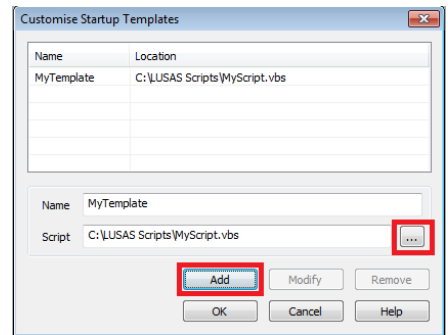 Customise Startup Templates
Name Location
MyTemplate C:\LUSAS Scripts\MyScript.vbs
Name MyTemplate
Script C:\LUSAS Scripts\MyScript.vbs ...
Add Modify Remove
OK Cancel Help